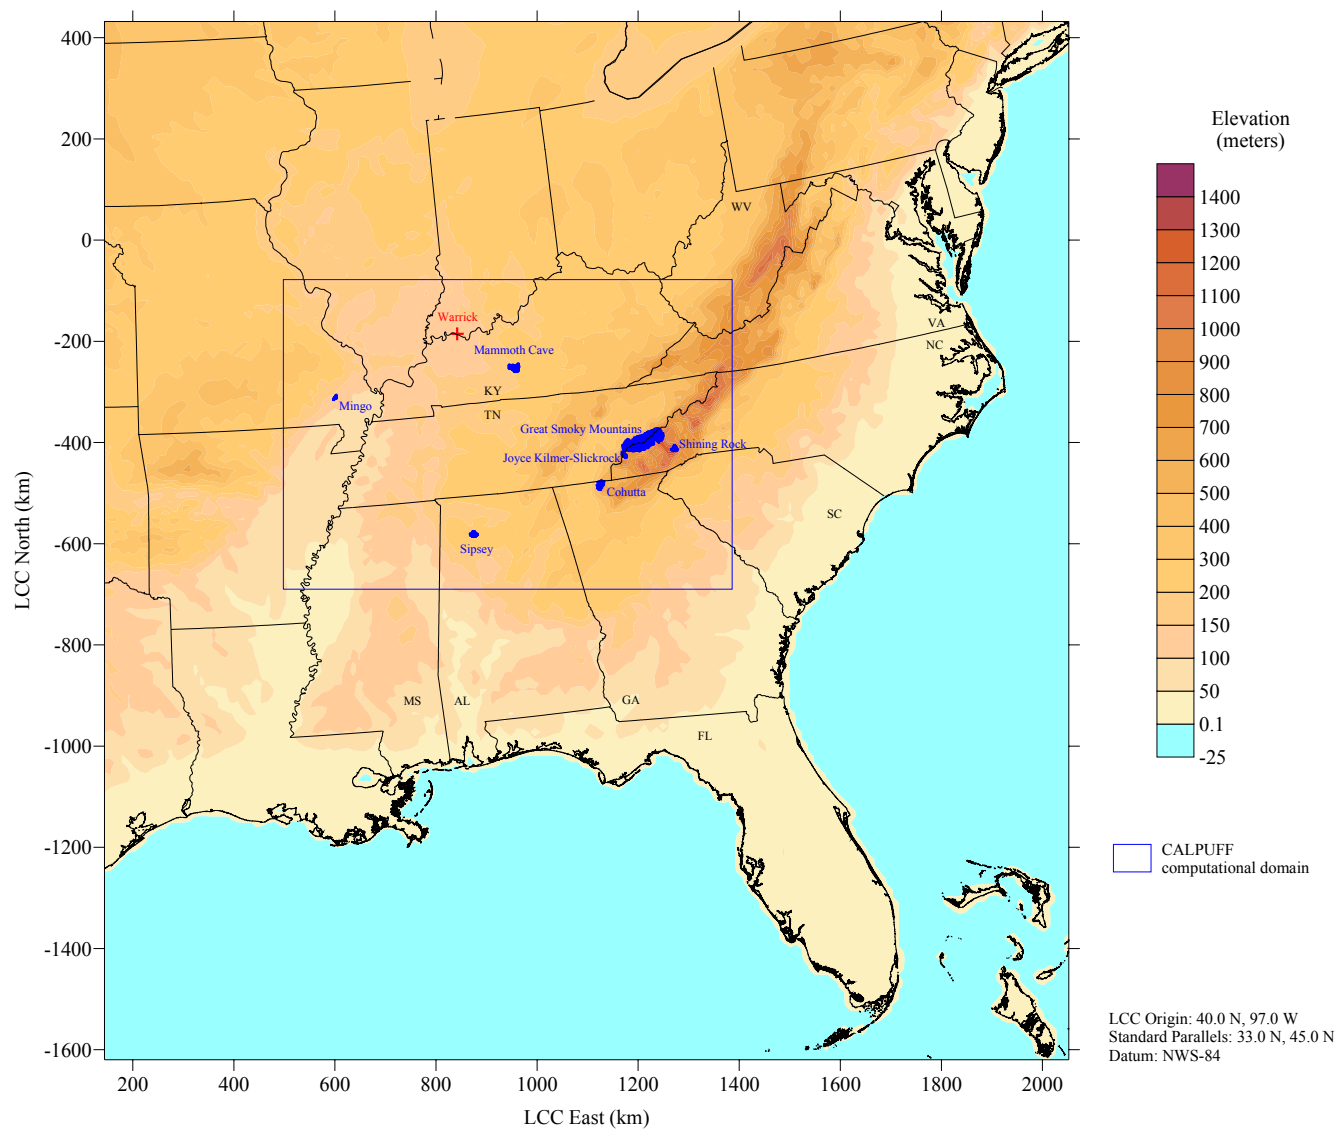 400
200
0
-200
-400
-600
-800
-1000
-1200
-1400
-1600
LCC North (km)
200
400
600
800
1000
1200
1400
1600
1800
2000
LCC East (km)
WV
Warrick
Mammoth Cave
VA
NC
KY
Mingo
TN
Great Smoky Mountains
Shining Rock
Joyce Kilmer-Slickrock
Cohutta
SC
Sipsey
MS
AL
GA
FL
Elevation
(meters)
1400
1300
1200
1100
1000
900
800
700
600
500
400
300
200
150
100
50
0.1
-25
CALPUFF
computational domain
LCC Origin: 40.0 N, 97.0 W
Standard Parallels: 33.0 N, 45.0 N
Datum: NWS-84